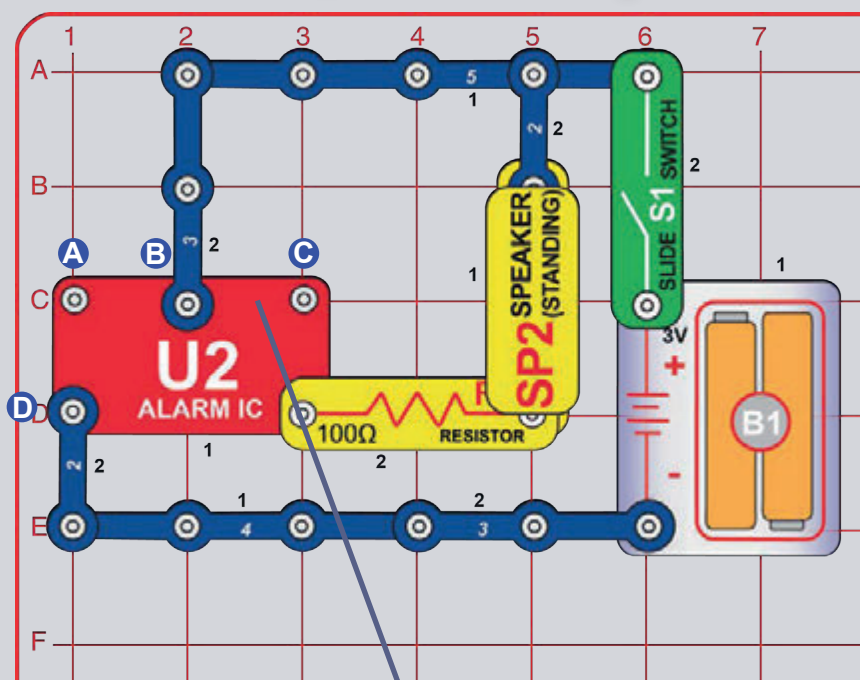 1 2 3 4 5 6 7
A
5
1
2
2
SLIDE S1 SWITCH
2
B
SP2 SPEAKER
(STANDING)
1
A
B
C
3
2
1
C
U2
ALARM IC
1
3V
+
-
B1
D
D
100Ω
RESISTOR
2
2
2
E
1
4
2
3
F